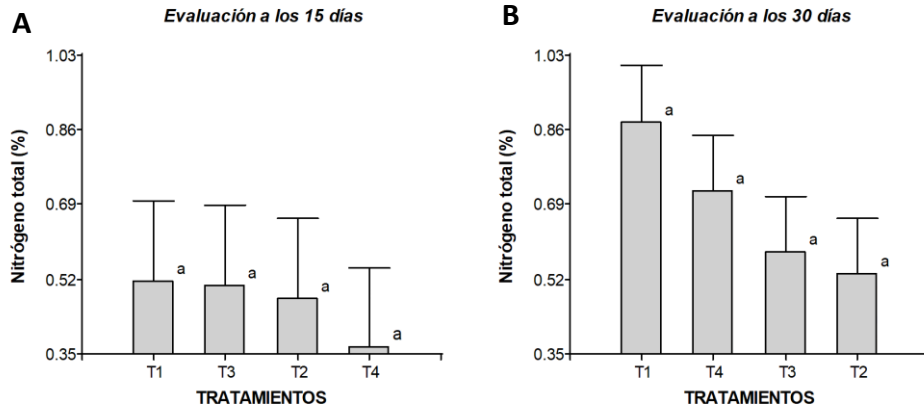 A
Evaluación a los 15 días
Nitrógeno total (%)
1.03
0.86
0.69
0.52
0.35
a
a
a
a
T1 T3 T2 T4
TRATAMIENTOS
B
Evaluación a los 30 días
Nitrógeno total (%)
1.03
0.86
0.69
0.52
0.35
a
a
a
a
T1 T4 T3 T2
TRATAMIENTOS